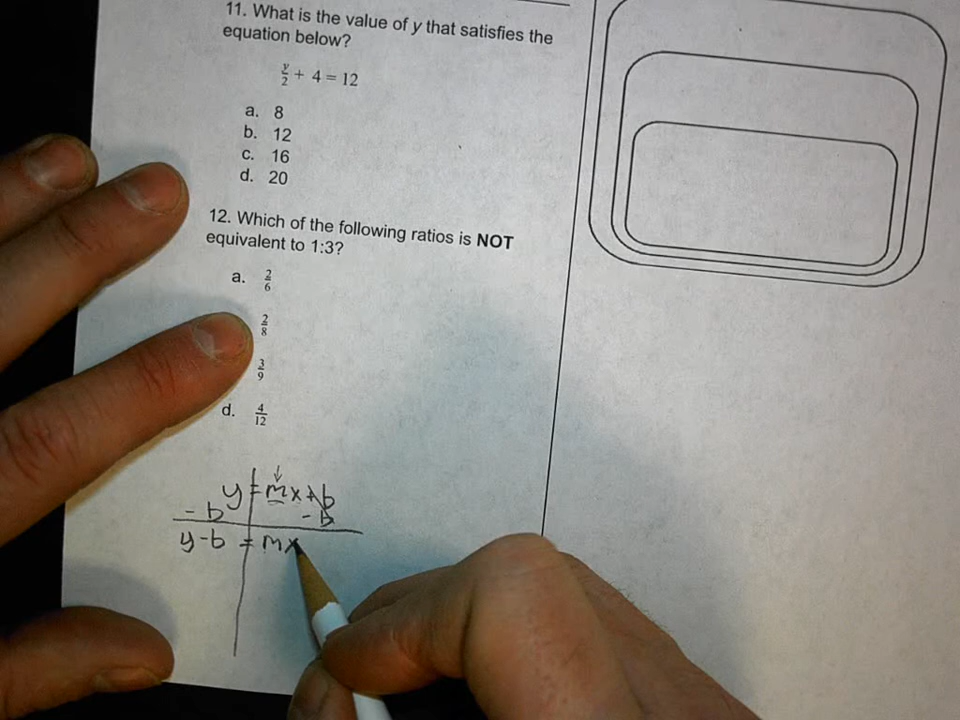 11. What is the value of y that satisfies the
equation below?
y/2 + 4 = 12
a. 8
b. 12
c. 16
d. 20
12. Which of the following ratios is NOT
equivalent to 1:3?
a. 2/6
2/8
3/9
d. 4/12
y = mx+b
- b - b
y-b = mx